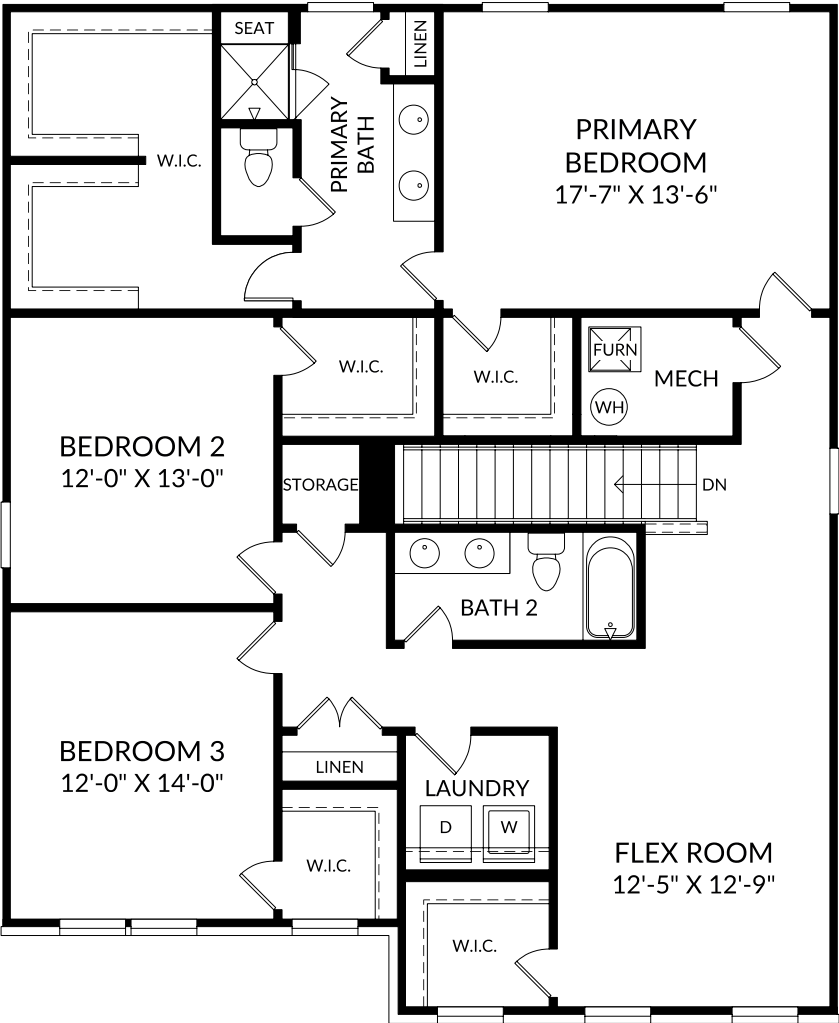 SEAT
LINEN
PRIMARY
BATH
W.I.C.
PRIMARY
BEDROOM
17'-7" X 13'-6"
W.I.C.
W.I.C.
FURN
MECH
WH
BEDROOM 2
12'-0" X 13'-0"
STORAGE
DN
BATH 2
BEDROOM 3
12'-0" X 14'-0"
LINEN
LAUNDRY
D
W
W.I.C.
FLEX ROOM
12'-5" X 12'-9"
W.I.C.